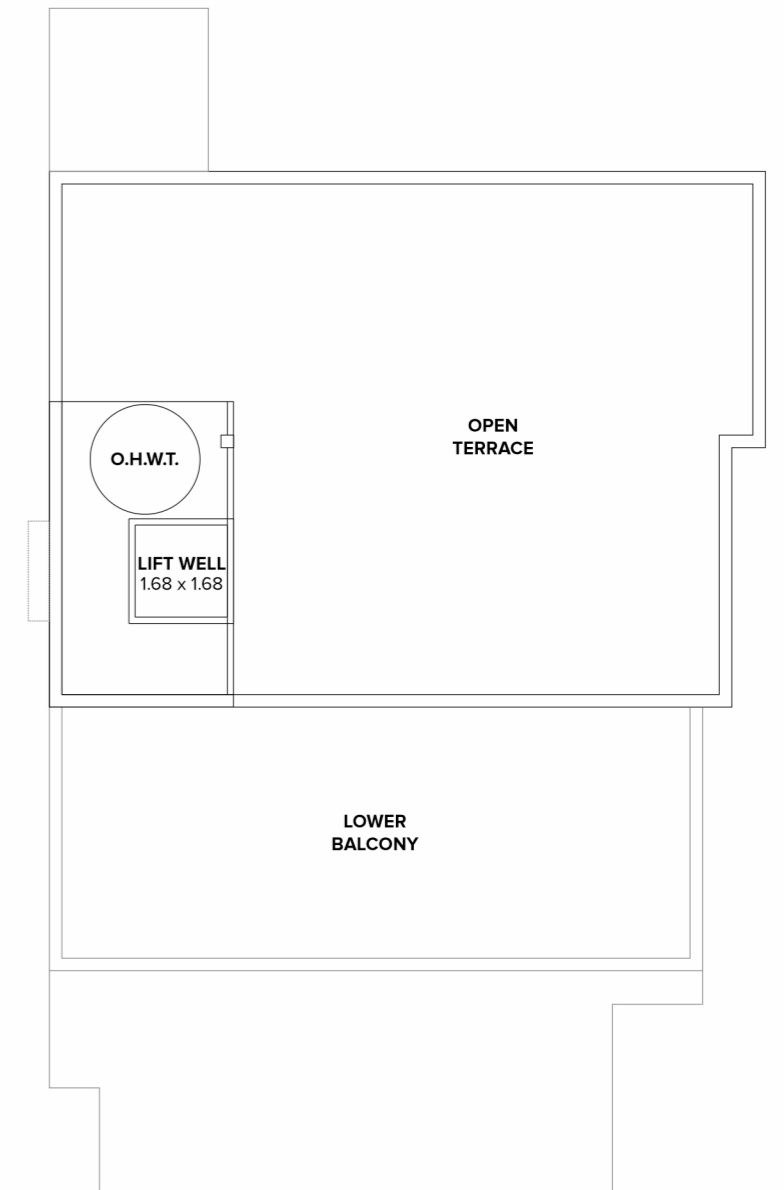 OPEN
TERRACE
O.H.W.T.
LIFT WELL
1.68 x 1.68
LOWER
BALCONY